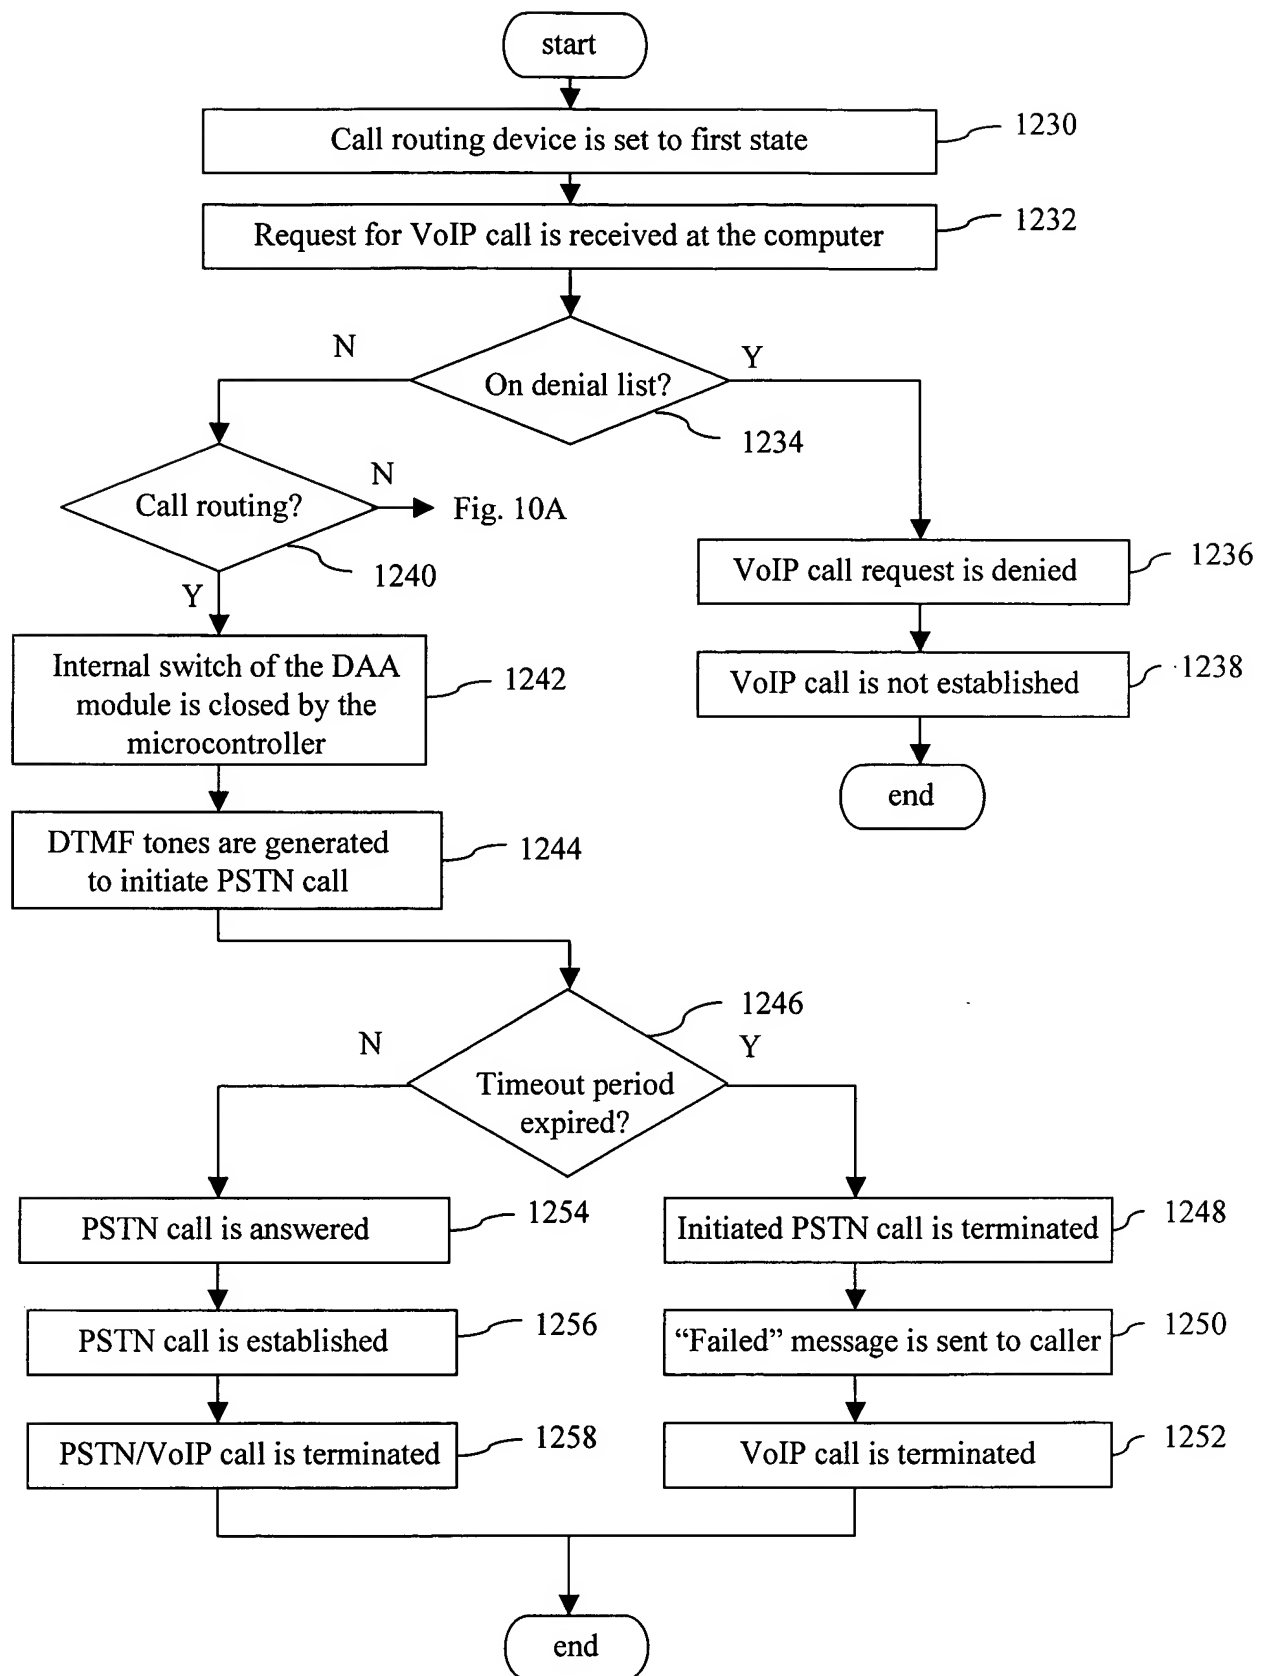 start
Call routing device is set to first state
1230
Request for VoIP call is received at the computer
1232
N
Y
On denial list?
1234
N
Call routing?
Fig. 10A
1240
Y
VoIP call request is denied
1236
Internal switch of the DAA
module is closed by the
microcontroller
1242
VoIP call is not established
1238
end
DTMF tones are generated
to initiate PSTN call
1244
1246
N
Y
Timeout period
expired?
PSTN call is answered
1254
Initiated PSTN call is terminated
1248
PSTN call is established
1256
“Failed” message is sent to caller
1250
PSTN/VoIP call is terminated
1258
VoIP call is terminated
1252
end